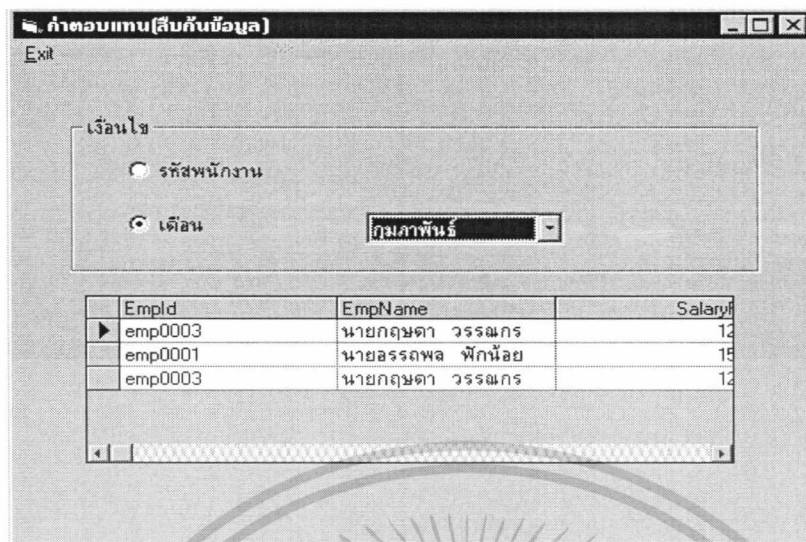 ค่าตอบแทน(สืบค้นข้อมูล)
Exit
เงื่อนไข
รหัสพนักงาน
เดือน กุมภาพันธ์
EmpId EmpName
emp0003 นายกฤษดา วรรณกร 12
emp0001 นายอรรถพล ฟักน้อย 15
emp0003 นายกฤษดา วรรณกร 12